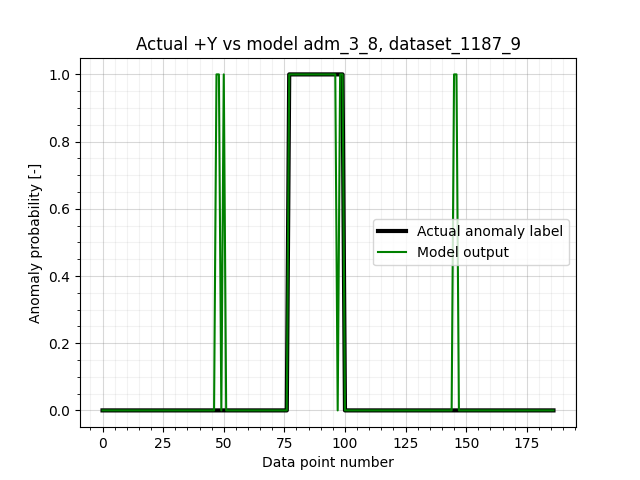 Actual +Y vs model adm_3_8, dataset_1187_9
Anomaly probability [-]
1.0
0.8
0.6
0.4
0.2
0.0
Actual anomaly label
Model output
0 25 50 75 100 125 150 175
Data point number